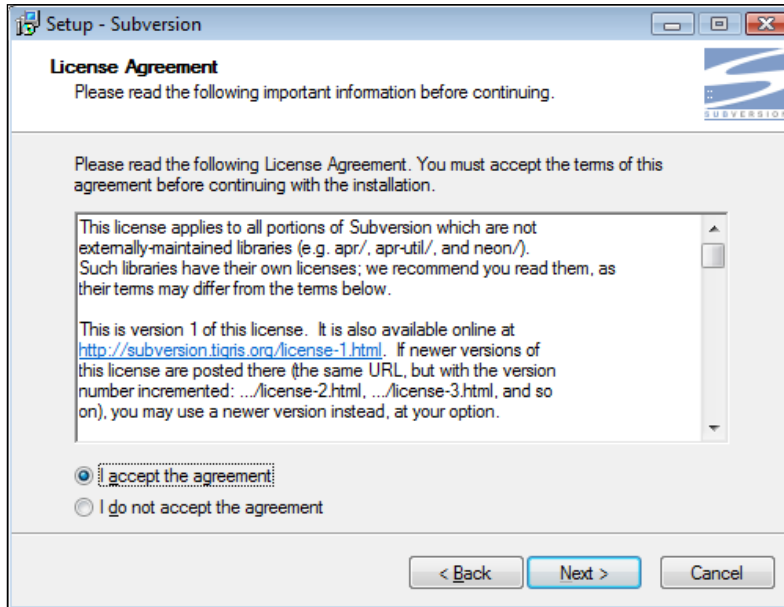 Setup - Subversion
License Agreement
Please read the following important information before continuing.
SUBVERSION
Please read the following License Agreement. You must accept the terms of this
agreement before continuing with the installation.
This license applies to all portions of Subversion which are not
externally-maintained libraries (e.g. apr/, apr-util/, and neon/).
Such libraries have their own licenses; we recommend you read them, as
their terms may differ from the terms below.
This is version 1 of this license.  It is also available online at
http://subversion.tigris.org/license-1.html.  If newer versions of
this license are posted there (the same URL, but with the version
number incremented: .../license-2.html, .../license-3.html, and so
on), you may use a newer version instead, at your option.
I accept the agreement
I do not accept the agreement
< Back
Next >
Cancel